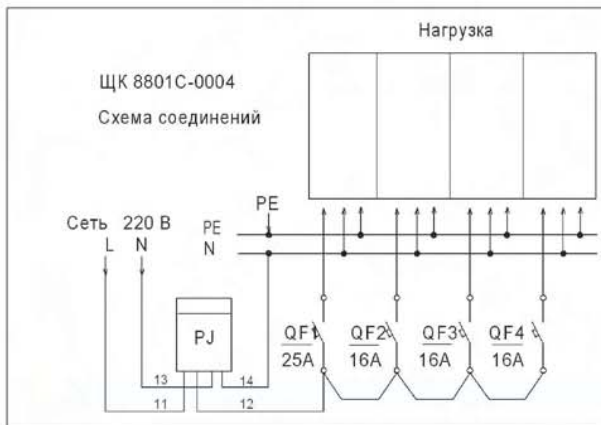 Нагрузка
ЩК 8801С-0004
Схема соединений
PE
Сеть 220 В
L N
PE
N
PJ
QF1
25A
QF2
16A
QF3
16A
QF4
16A
13
14
11
12